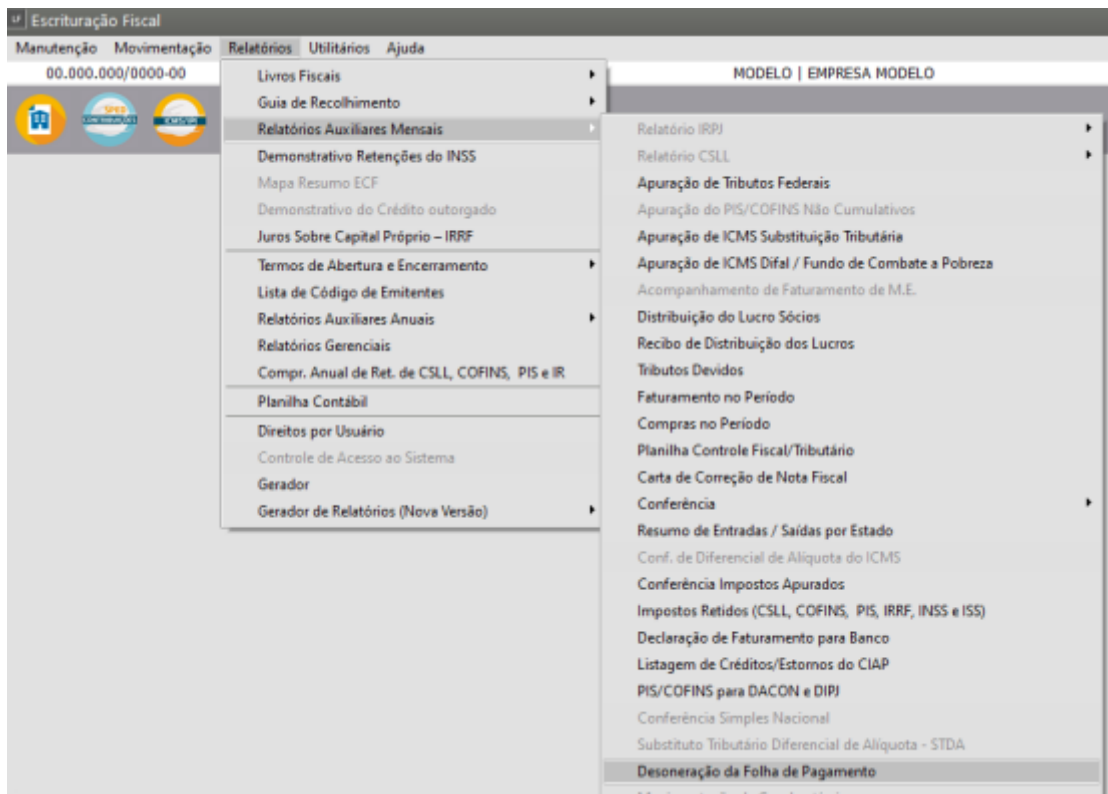 Escrituração Fiscal
Manutenção Movimentação Relatórios Utilitários Ajuda
00.000.000/0000-00
MODELO | EMPRESA MODELO
CONTRIBUIÇÕES
ICMS/IPI
Livros Fiscais
Guia de Recolhimento
Relatórios Auxiliares Mensais
Demonstrativo Retenções do INSS
Mapa Resumo ECF
Demonstrativo do Crédito outorgado
Juros Sobre Capital Próprio – IRRF
Termos de Abertura e Encerramento
Lista de Código de Emitentes
Relatórios Auxiliares Anuais
Relatórios Gerenciais
Compr. Anual de Ret. de CSLL, COFINS, PIS e IR
Planilha Contábil
Direitos por Usuário
Controle de Acesso ao Sistema
Gerador
Gerador de Relatórios (Nova Versão)
Relatório IRPJ
Relatório CSLL
Apuração de Tributos Federais
Apuração do PIS/COFINS Não Cumulativos
Apuração de ICMS Substituição Tributária
Apuração de ICMS Difal / Fundo de Combate a Pobreza
Acompanhamento de Faturamento de M.E.
Distribuição do Lucro Sócios
Recibo de Distribuição dos Lucros
Tributos Devidos
Faturamento no Período
Compras no Período
Planilha Controle Fiscal/Tributário
Carta de Correção de Nota Fiscal
Conferência
Resumo de Entradas / Saídas por Estado
Conf. de Diferencial de Alíquota do ICMS
Conferência Impostos Apurados
Impostos Retidos (CSLL, COFINS, PIS, IRRF, INSS e ISS)
Declaração de Faturamento para Banco
Listagem de Créditos/Estornos do CIAP
PIS/COFINS para DACON e DIPJ
Conferência Simples Nacional
Substituto Tributário Diferencial de Alíquota - STDA
Desoneração da Folha de Pagamento